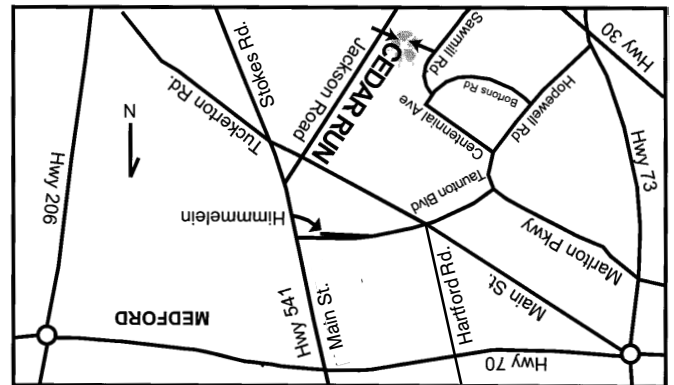 Stokes Rd.
Jackson Road
CEDAR RUN
Sawmill Rd
Hwy 30
Tuckerton Rd.
Bortons Rd
Hopewell Rd
Centennial Ave
N
Hwy 206
Hwy 73
Taunton Blvd
Himmmelein
Marlton Pkwy
Main St.
Hwy 541
Main St.
Hartford Rd.
MEDFORD
Hwy 70